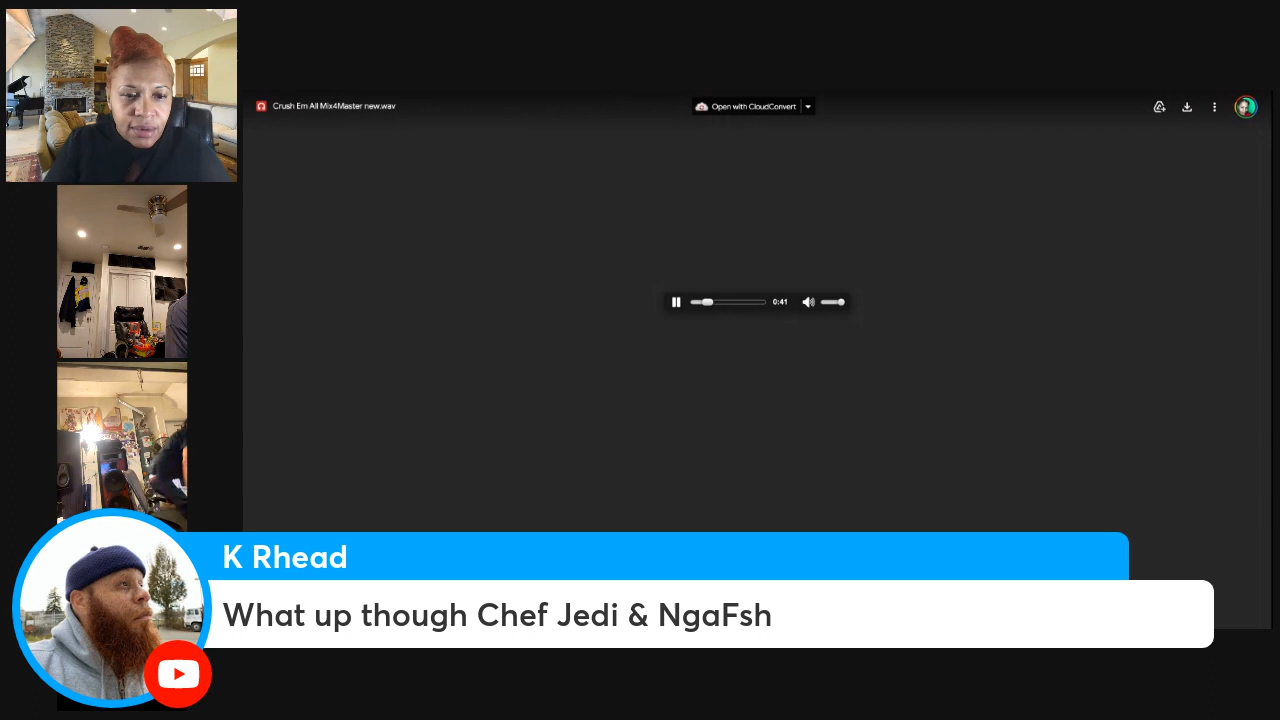 Crush Em All Mix4Master new.wav
Open with CloudConvert
0:41
K Rhead
What up though Chef Jedi & NgaFsh